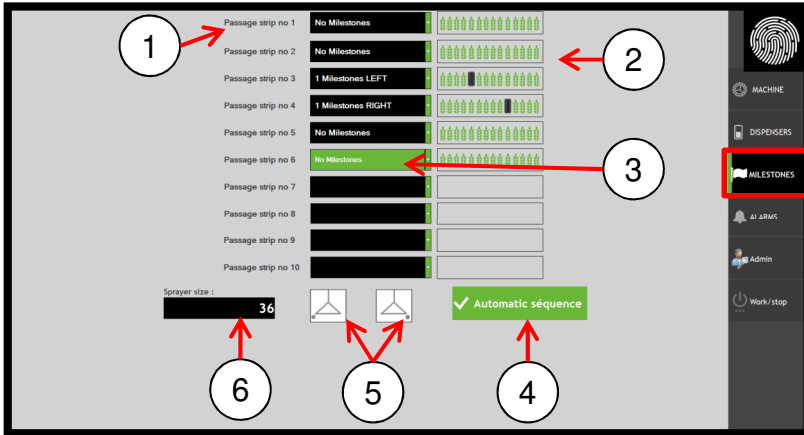 Passage strip no 1 No Milestones
1
Passage strip no 2 No Milestones
2
Passage strip no 3 1 Milestones LEFT
MACHINE
Passage strip no 4 1 Milestones RIGHT
Passage strip no 5 No Milestones
DISPENSERS
Passage strip no 6 No Milestones
3
MILESTONES
Passage strip no 7
Passage strip no 8
ALARMS
Passage strip no 9
Passage strip no 10
Admin
Sprayer size :
36
Automatic séquence
Work/stop
6
5
4